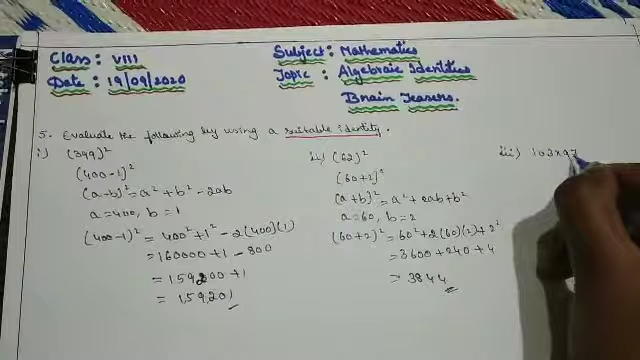 Class: VIII
Date: 19/09/2020
Subject: Mathematics
Topic: Algebraic Identities
Brain Teasers.
5. Evaluate the following by using a suitable identity.
i) (399)²
(400-1)²
(a-b)² = a² + b² - 2ab
a = 400, b = 1
(400-1)² = 400² + 1² - 2(400)(1)
= 160000 + 1 - 800
= 159200 + 1
= 1,59,201
ii) (62)²
(60+2)²
(a+b)² = a² + 2ab + b²
a = 60, b = 2
(60+2)² = 60² + 2(60)(2) + 2²
= 3600 + 240 + 4
= 3844
iii) 103×97